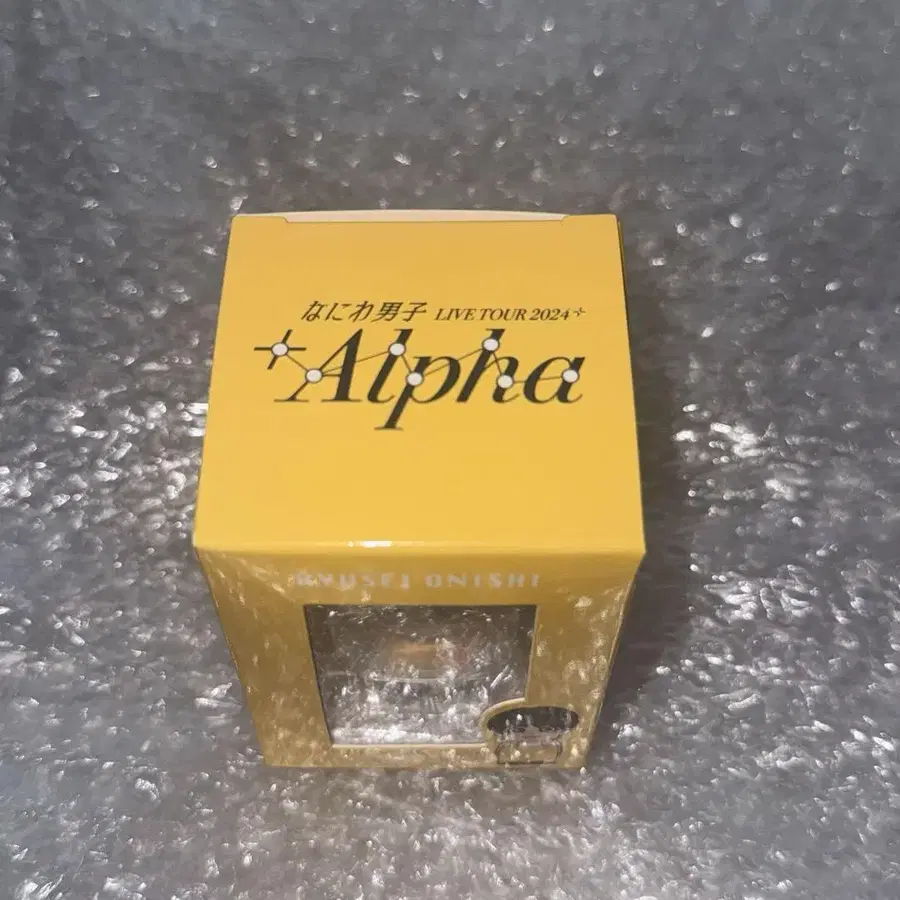 なにわ男子 LIVE TOUR 2024
+Alpha
RYUSEI ONISHI